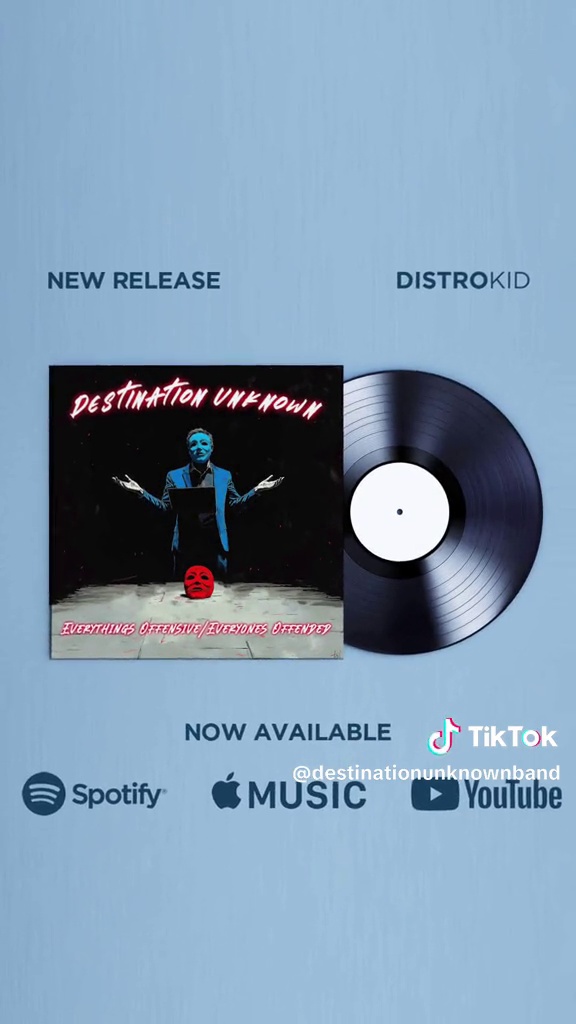 NEW RELEASE
DISTROKID
DESTINATION UNKNOWN
EVERYTHINGS OFFENSIVE/EVERYONES OFFENDED
NOW AVAILABLE
TikTok
@destinationunknownband
Spotify
MUSIC
YouTube